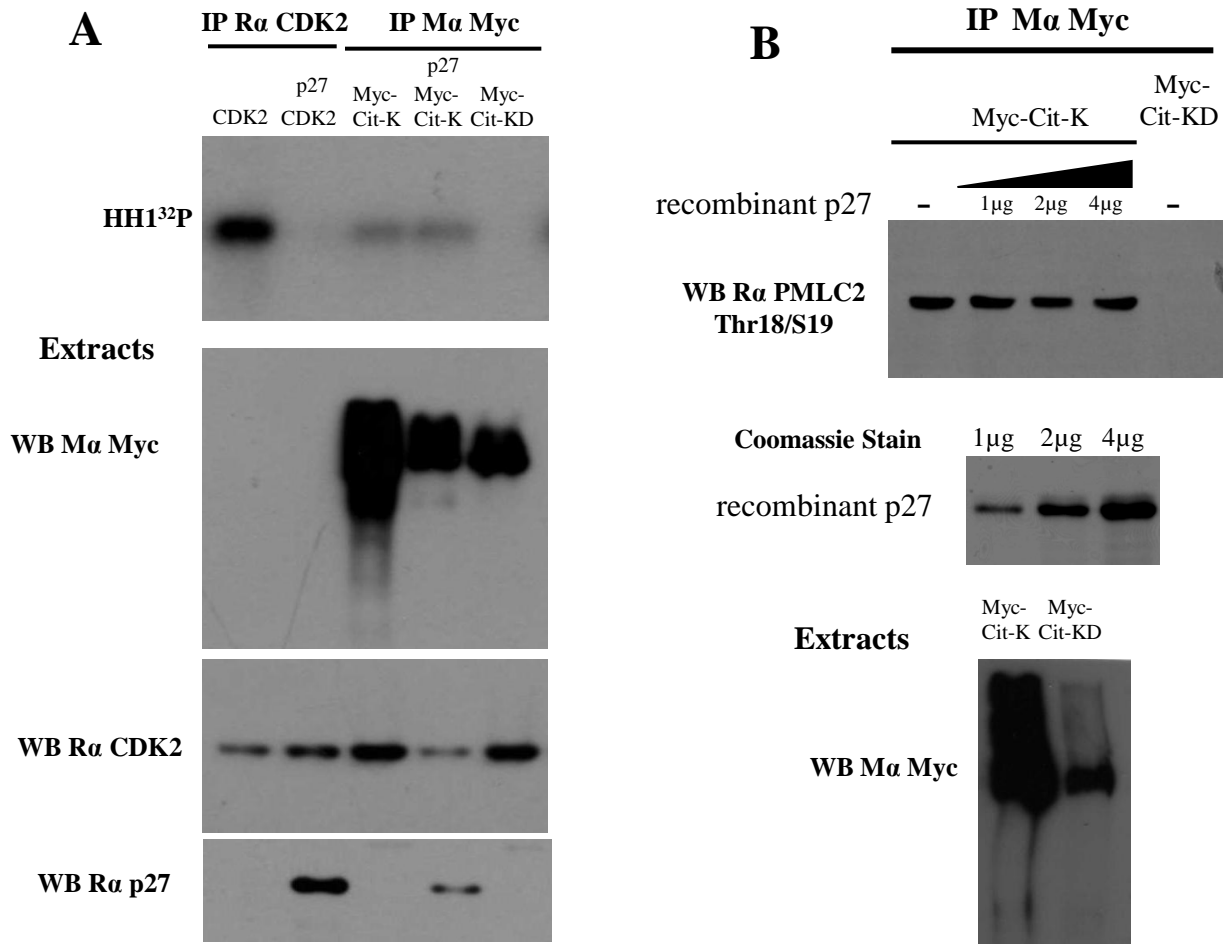 A
IP Rα CDK2
IP Mα Myc
CDK2
p27
CDK2
Myc-
Cit-K
p27
Myc-
Cit-K
Myc-
Cit-KD
HH1³²P
Extracts
WB Mα Myc
WB Rα CDK2
WB Rα p27
B
IP Mα Myc
Myc-Cit-K
Myc-
Cit-KD
recombinant p27
-
1µg
2µg
4µg
-
WB Rα PMLC2
Thr18/S19
Coomassie Stain
1µg
2µg
4µg
recombinant p27
Extracts
Myc-
Cit-K
Myc-
Cit-KD
WB Mα Myc